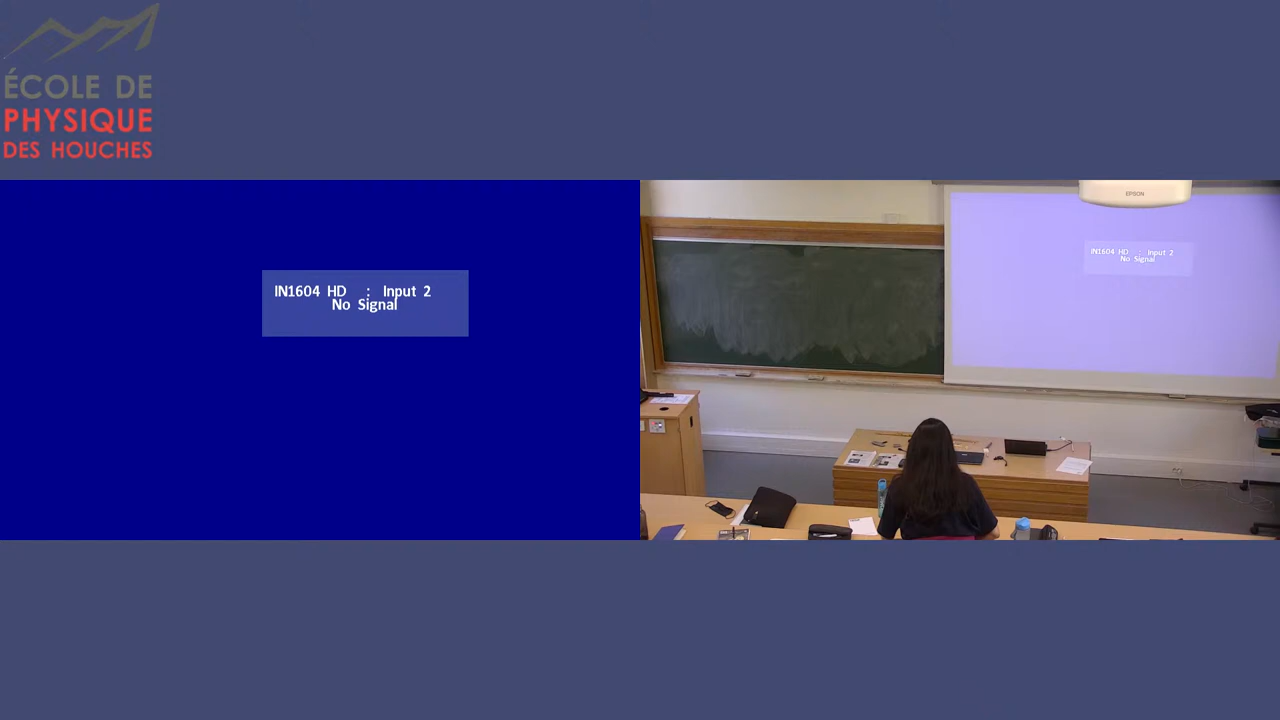 ÉCOLE DE
PHYSIQUE
DES HOUCHES
IN1604 HD : Input 2
No Signal
EPSON
IN1604 HD : Input 2
No Signal